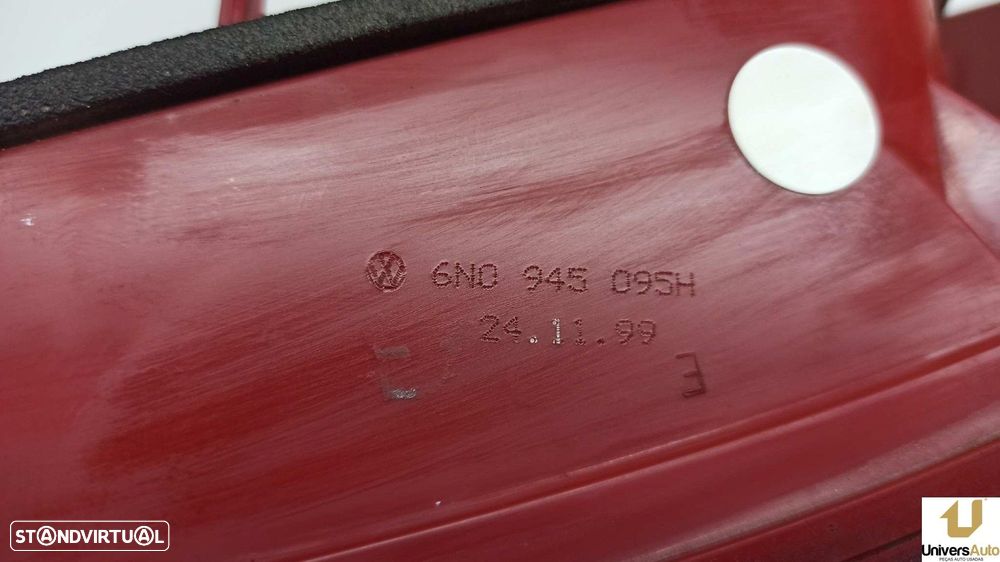 6N0 945 095H
24.11.99
E
STANDVIRTUAL
UniversAuto
PEÇAS AUTO USADAS